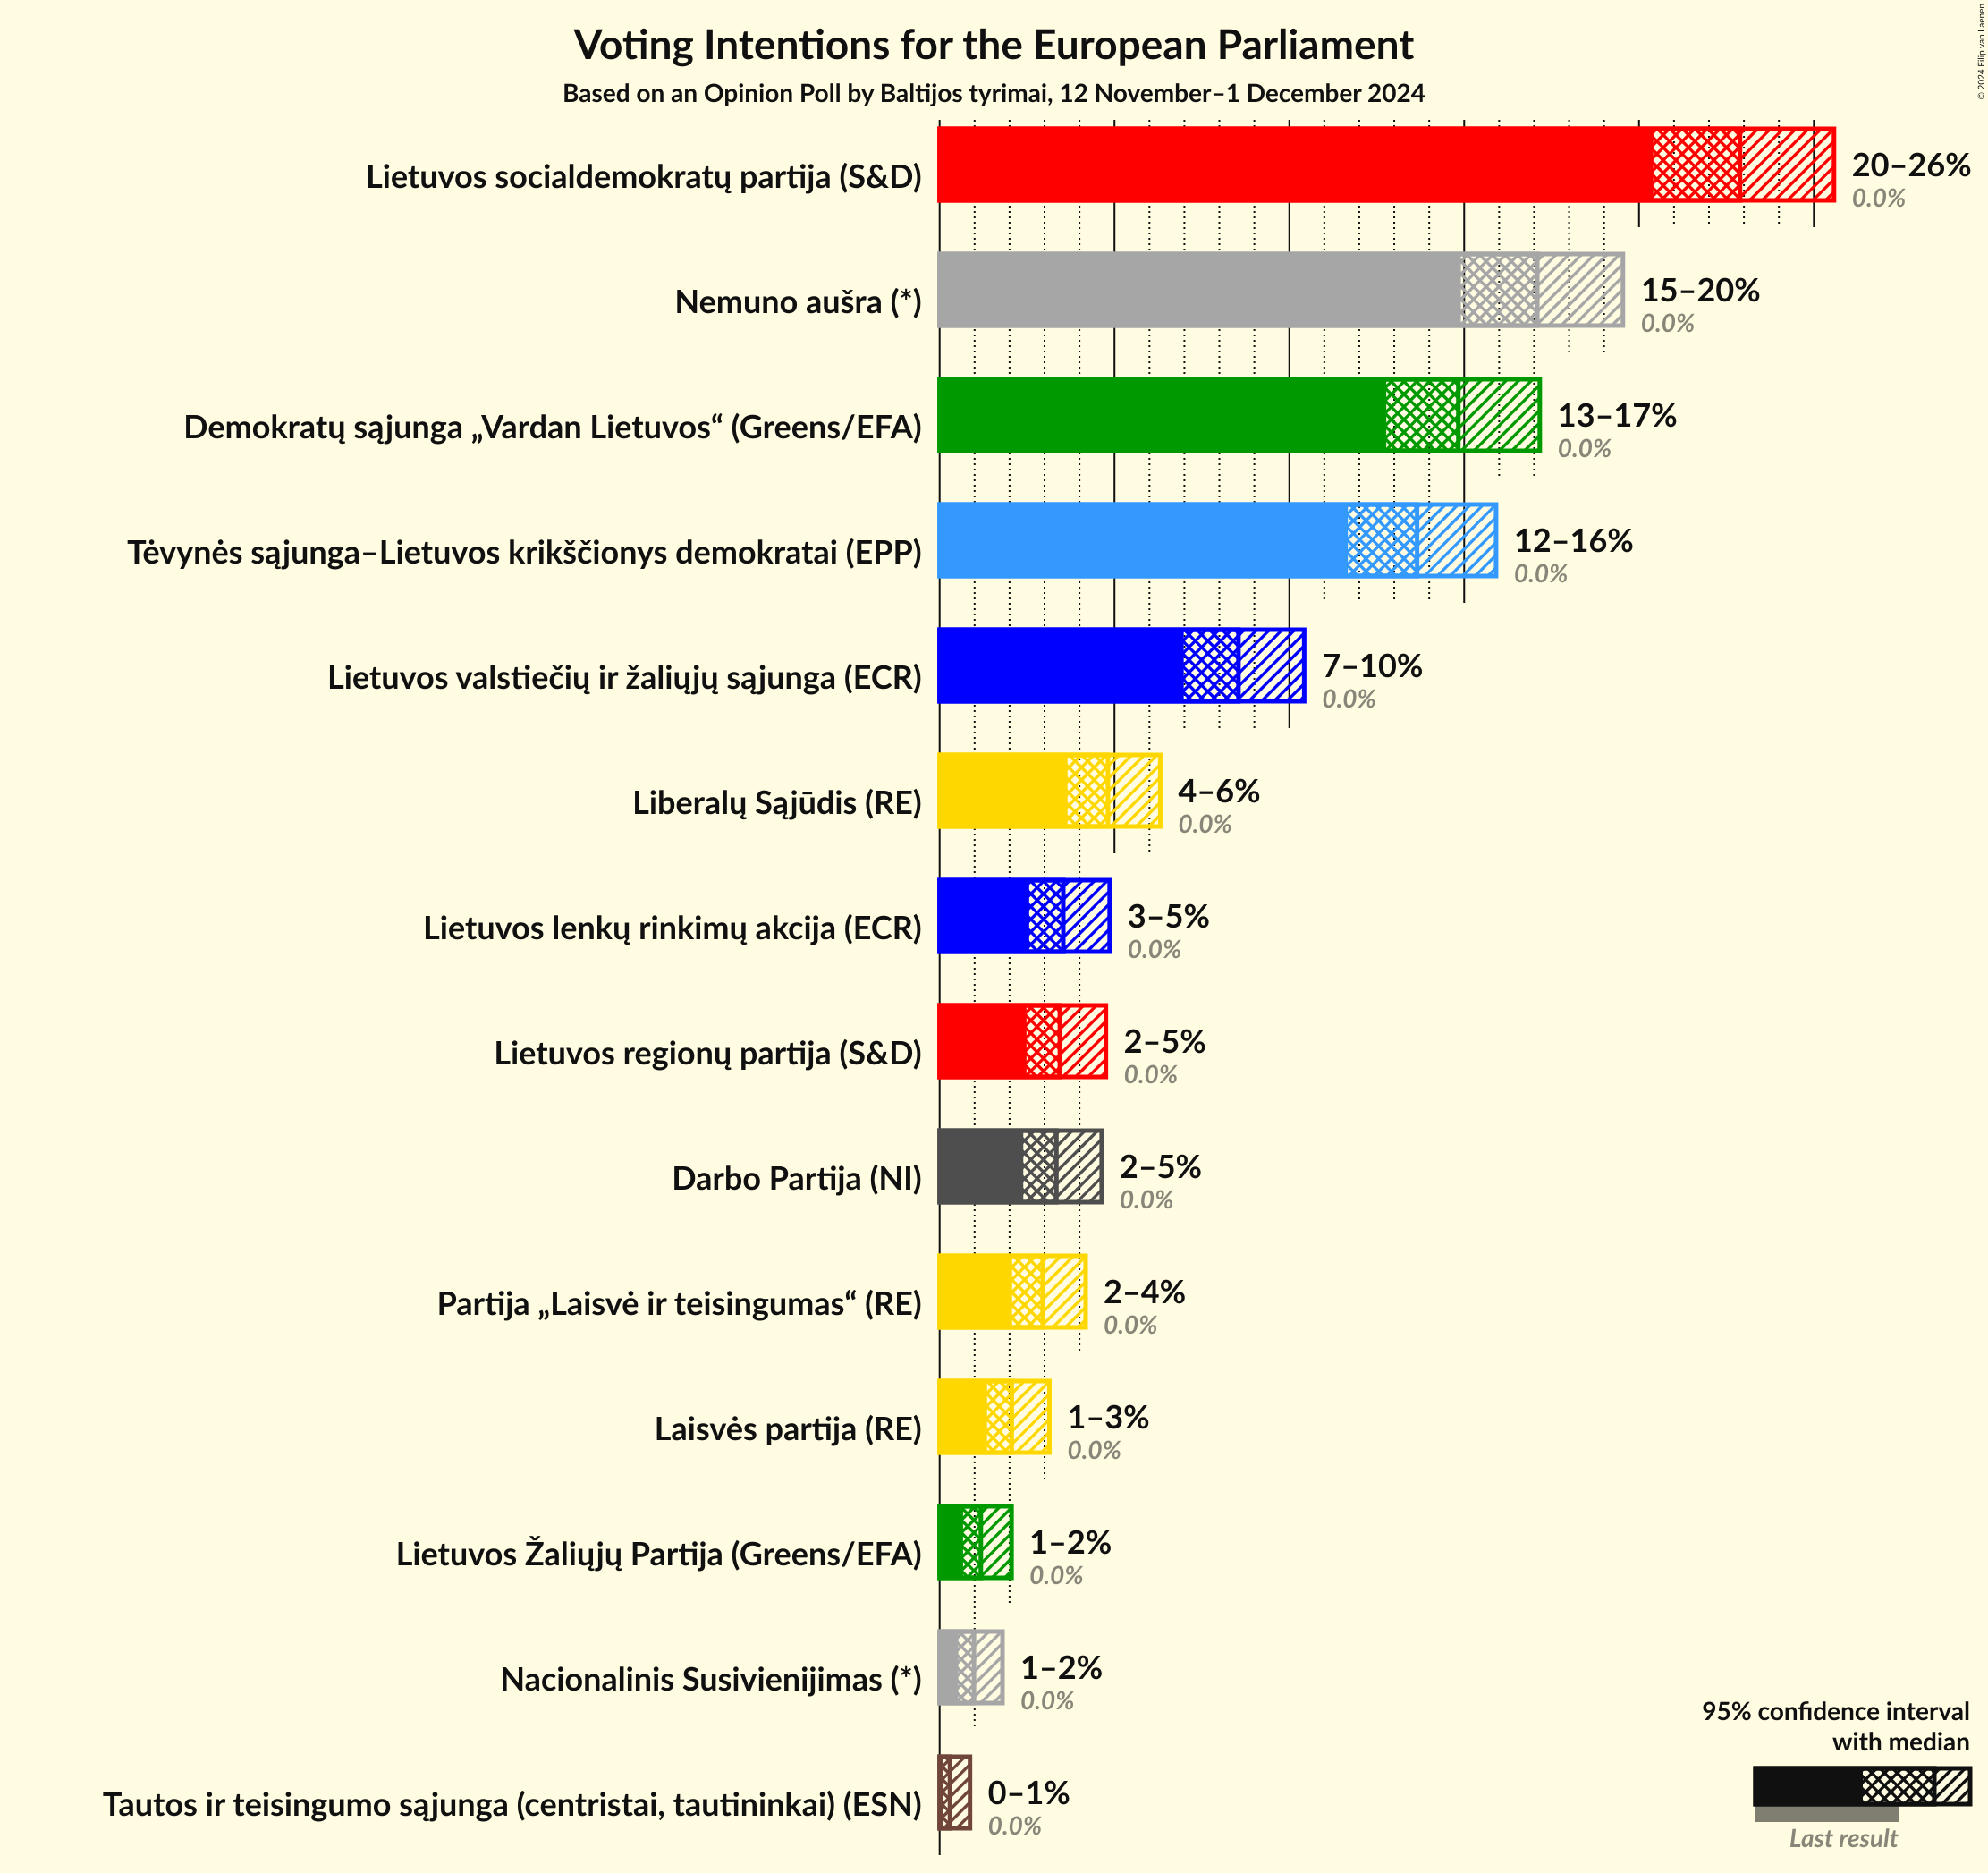 Voting Intentions for the European Parliament
Based on an Opinion Poll by Baltijos tyrimai, 12 November–1 December 2024
© 2024 Filip van Laenen
Lietuvos socialdemokratų partija (S&D)
20–26%
0.0%
Nemuno aušra (*)
15–20%
0.0%
Demokratų sąjunga „Vardan Lietuvos“ (Greens/EFA)
13–17%
0.0%
Tėvynės sąjunga–Lietuvos krikščionys demokratai (EPP)
12–16%
0.0%
Lietuvos valstiečių ir žaliųjų sąjunga (ECR)
7–10%
0.0%
Liberalų Sąjūdis (RE)
4–6%
0.0%
Lietuvos lenkų rinkimų akcija (ECR)
3–5%
0.0%
Lietuvos regionų partija (S&D)
2–5%
0.0%
Darbo Partija (NI)
2–5%
0.0%
Partija „Laisvė ir teisingumas“ (RE)
2–4%
0.0%
Laisvės partija (RE)
1–3%
0.0%
Lietuvos Žaliųjų Partija (Greens/EFA)
1–2%
0.0%
Nacionalinis Susivienijimas (*)
1–2%
0.0%
Tautos ir teisingumo sąjunga (centristai, tautininkai) (ESN)
0–1%
0.0%
95% confidence interval
with median
Last result